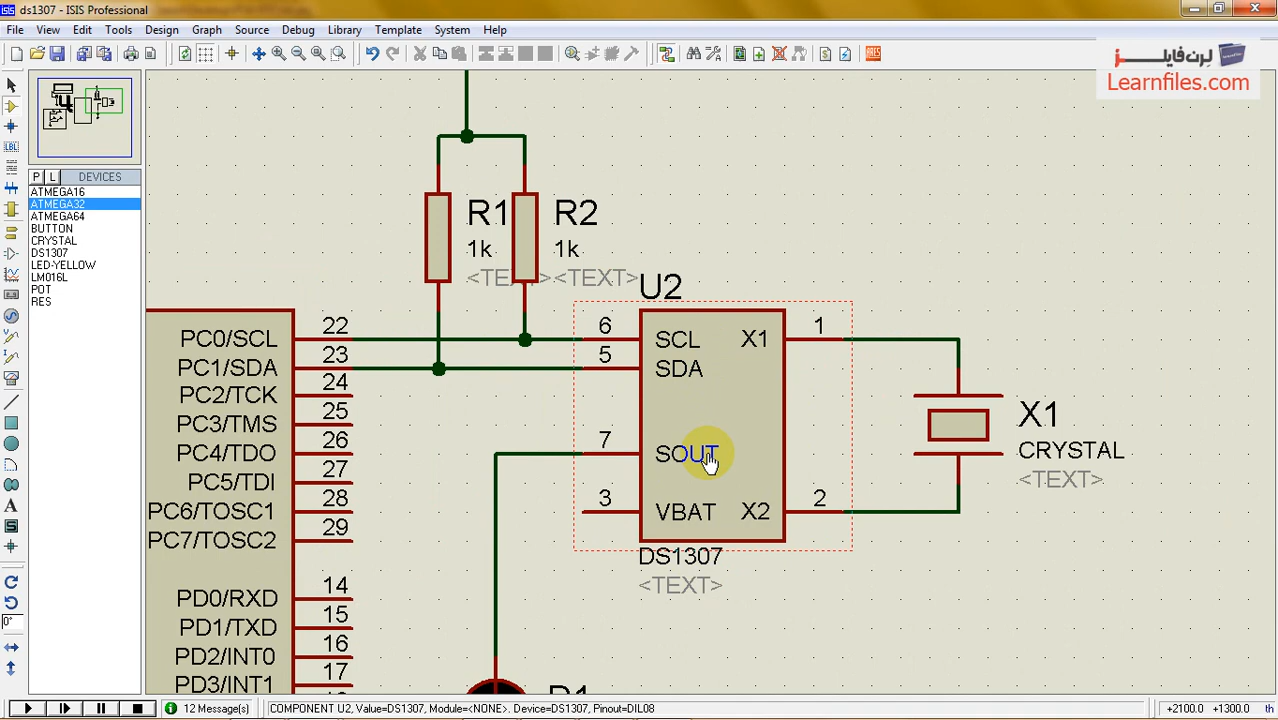 ds1307 - ISIS Professional
File View Edit Tools Design Graph Source Debug Library Template System Help
لرن‌فایلز
Learnfiles.com
P L DEVICES
ATMEGA16
ATMEGA32
ATMEGA64
BUTTON
CRYSTAL
DS1307
LED-YELLOW
LM016L
POT
RES
LBL
ARES
0°
R1
1k
<TEXT>
R2
1k
<TEXT>
U2
PC0/SCL 22
PC1/SDA 23
PC2/TCK 24
PC3/TMS 25
PC4/TDO 26
PC5/TDI 27
PC6/TOSC1 28
PC7/TOSC2 29
PD0/RXD 14
PD1/TXD 15
PD2/INT0 16
PD3/INT1 17
6 SCL X1 1
5 SDA
7 SOUT
3 VBAT X2 2
DS1307
<TEXT>
X1
CRYSTAL
<TEXT>
D1
12 Message(s)
COMPONENT U2, Value=DS1307, Module=<NONE>. Device=DS1307, Pinout=DIL08
+2100.0 +1300.0 th